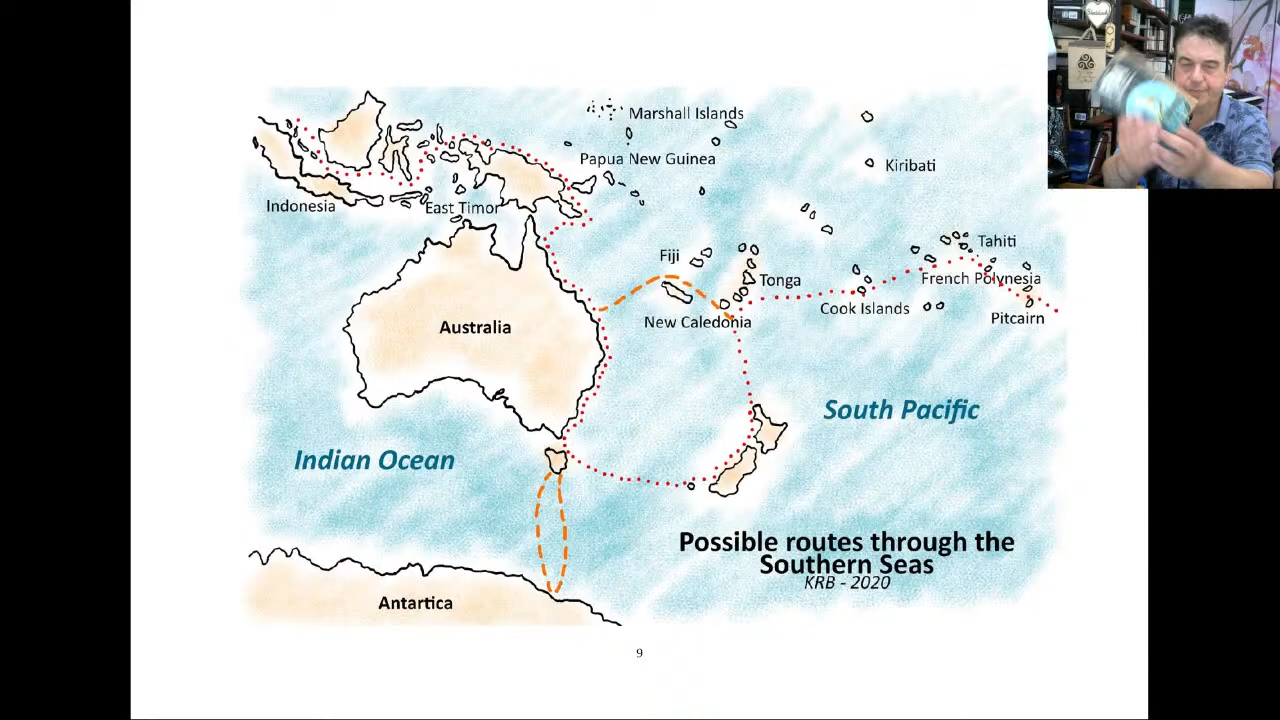 Marshall Islands
Papua New Guinea
Kiribati
Indonesia
East Timor
Fiji
Tahiti
Tonga
French Polynesia
Cook Islands
New Caledonia
Pitcairn
Australia
South Pacific
Indian Ocean
Possible routes through the
Southern Seas
KRB - 2020
Antartica
9